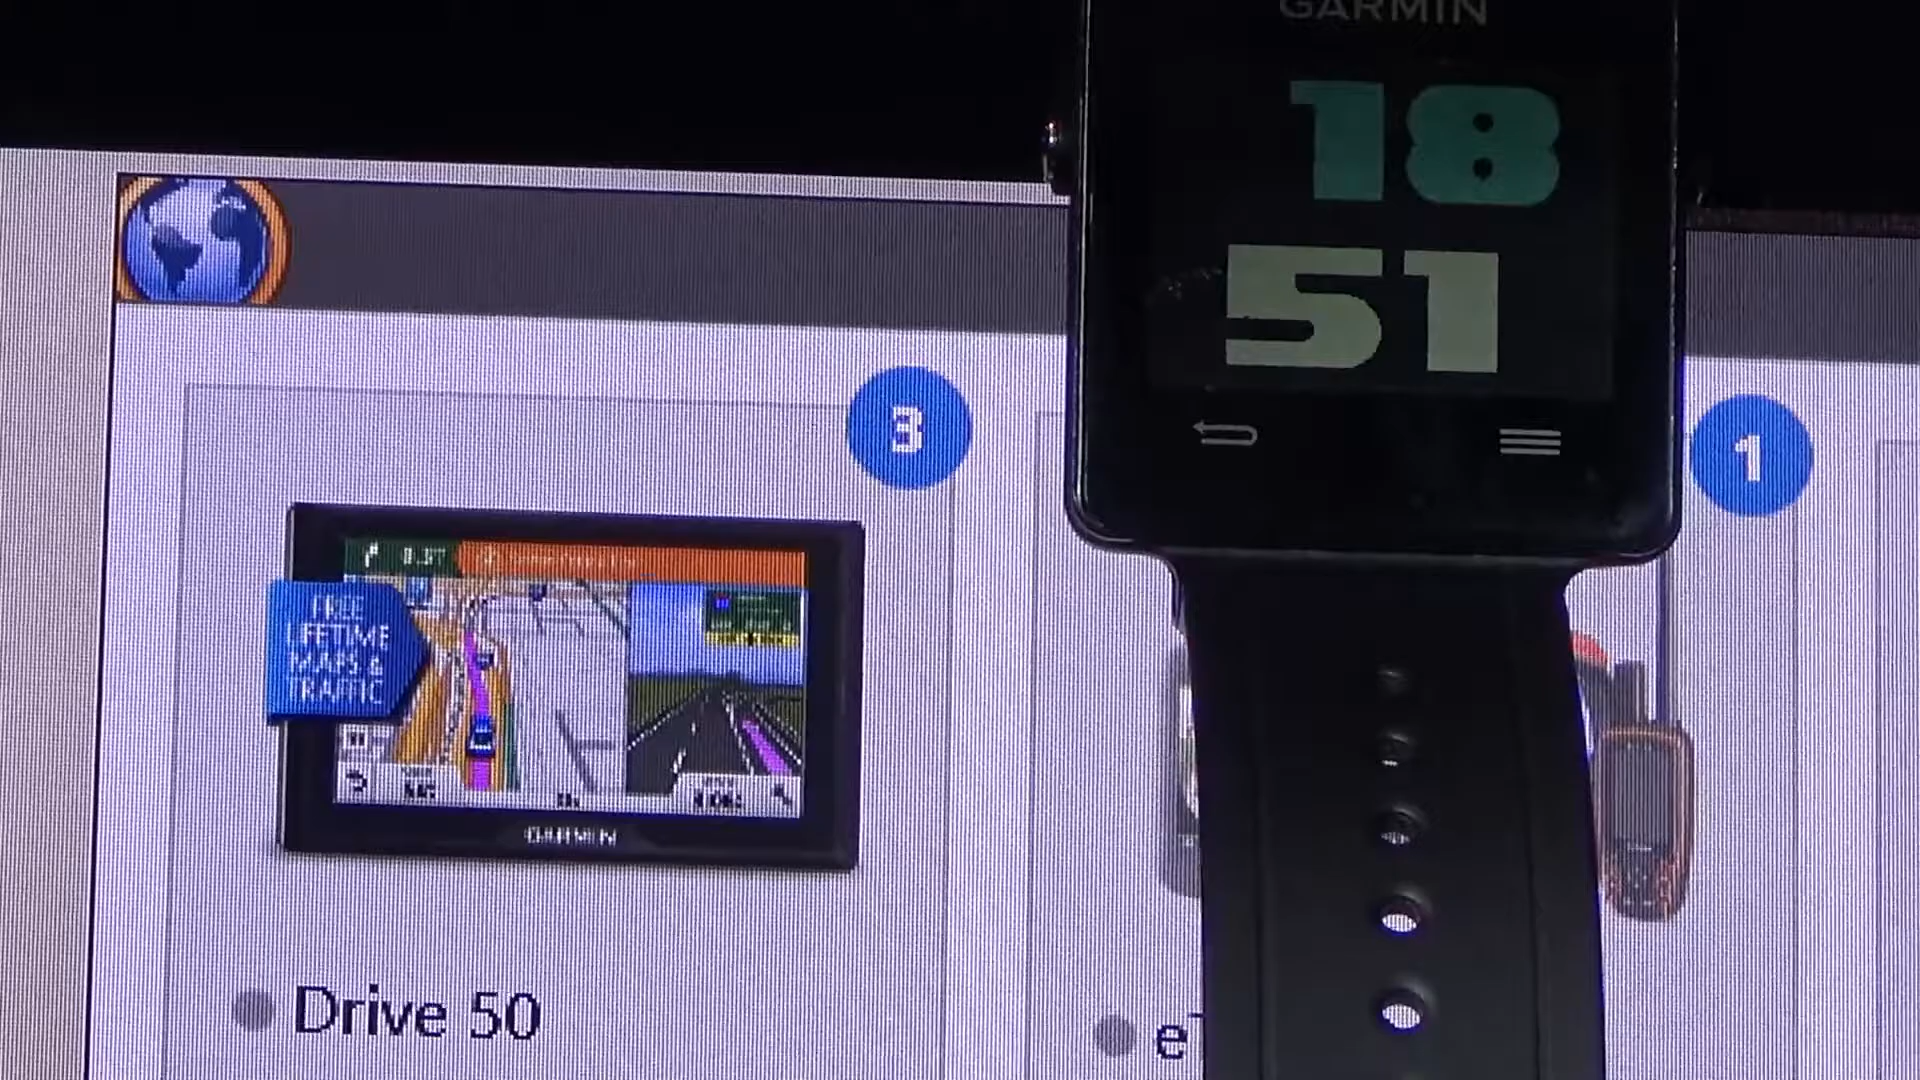 GARMIN
18
51
3
1
FREE
LIFETIME
MAPS &
TRAFFIC
GARMIN
Drive 50
e